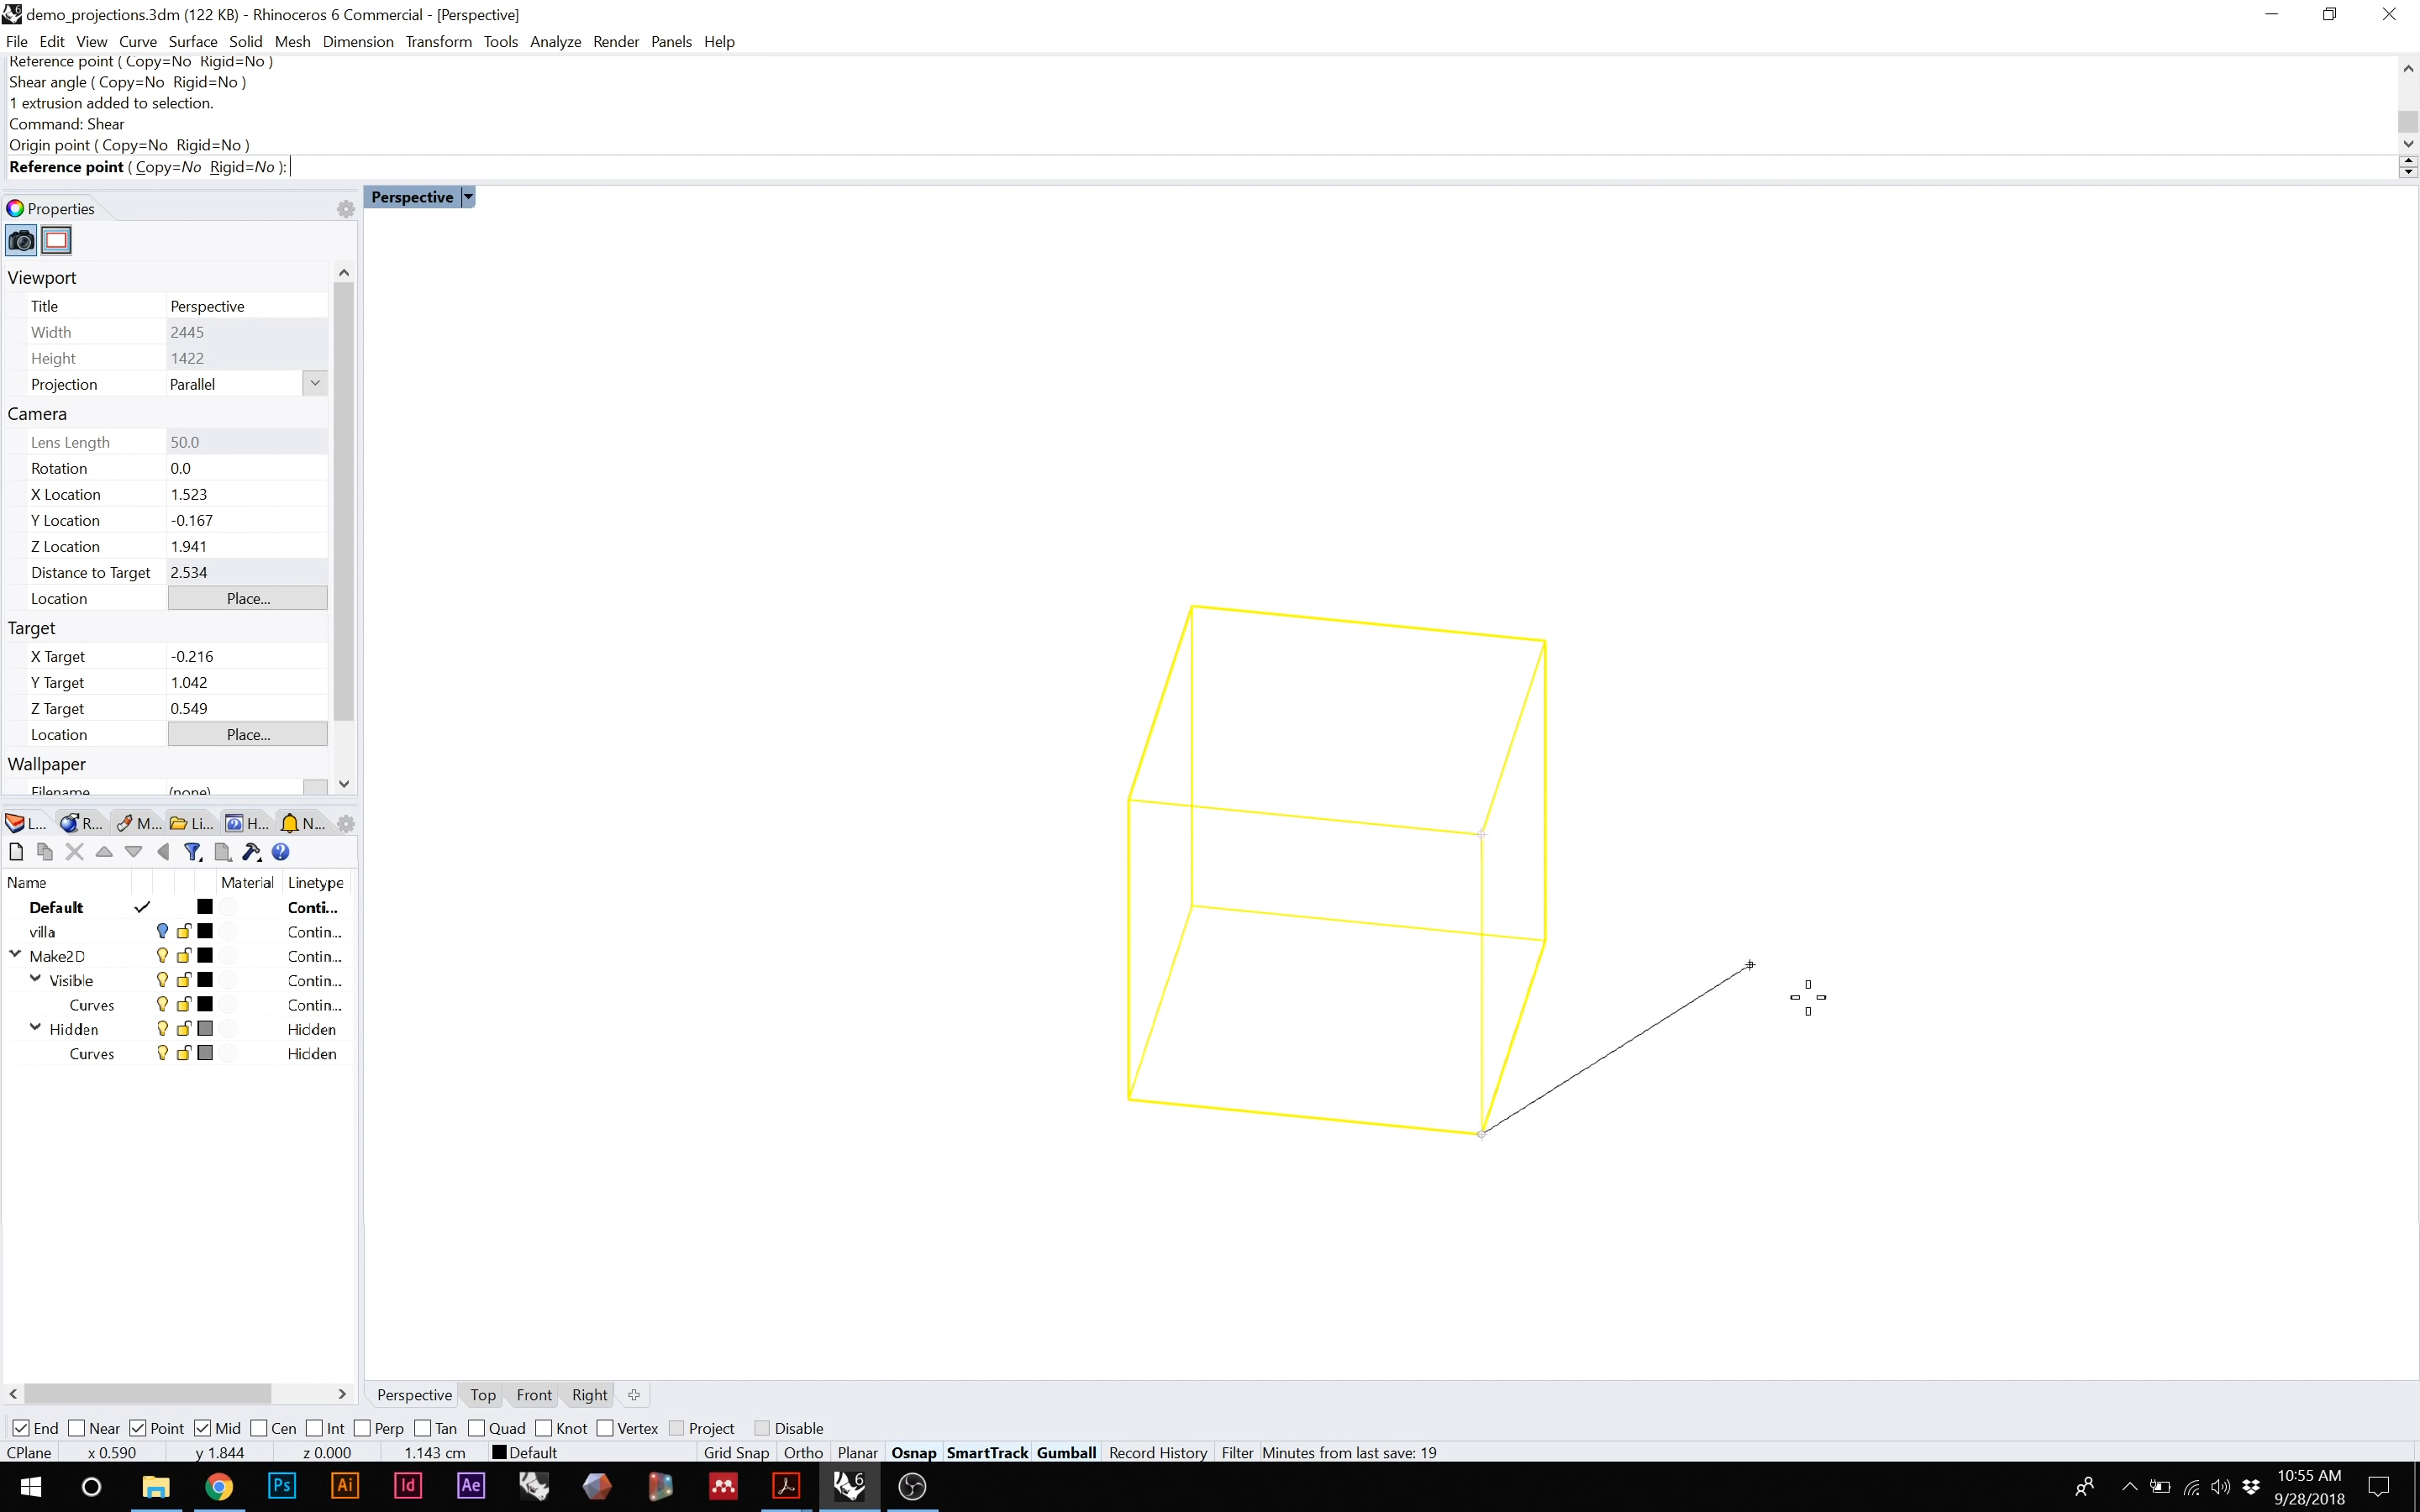 demo_projections.3dm (122 KB) - Rhinoceros 6 Commercial - [Perspective]
File Edit View Curve Surface Solid Mesh Dimension Transform Tools Analyze Render Panels Help
Reference point ( Copy=No Rigid=No )
Shear angle ( Copy=No Rigid=No )
1 extrusion added to selection.
Command: Shear
Origin point ( Copy=No Rigid=No )
Reference point ( Copy=No Rigid=No ):
Properties
Perspective
Viewport
Title Perspective
Width 2445
Height 1422
Projection Parallel
Camera
Lens Length 50.0
Rotation 0.0
X Location 1.523
Y Location -0.167
Z Location 1.941
Distance to Target 2.534
Location Place...
Target
X Target -0.216
Y Target 1.042
Z Target 0.549
Location Place...
Wallpaper
Filename (none)
L... R... M... Li... H... N...
Name Material Linetype
Default Conti...
villa Contin...
Make2D Contin...
Visible Contin...
Curves Contin...
Hidden Hidden
Curves Hidden
Perspective Top Front Right
End Near Point Mid Cen Int Perp Tan Quad Knot Vertex Project Disable
CPlane x 0.590 y 1.844 z 0.000 1.143 cm Default Grid Snap Ortho Planar Osnap SmartTrack Gumball Record History Filter Minutes from last save: 19
Ps Ai Id Ae 6
10:55 AM
9/28/2018